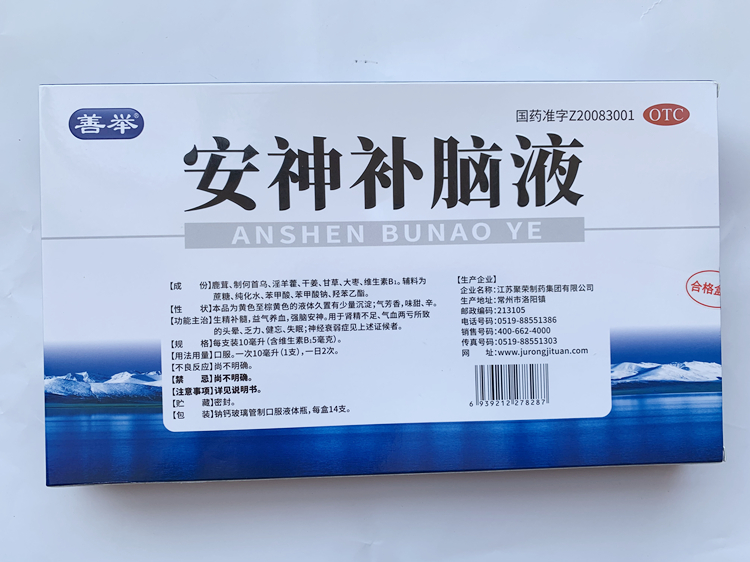 善举
国药准字Z20083001 OTC
安神补脑液
ANSHEN BUNAO YE
【成 份】鹿茸、制何首乌、淫羊藿、干姜、甘草、大枣、维生素B₁。辅料为
蔗糖、纯化水、苯甲酸、苯甲酸钠、羟苯乙酯。
【性 状】本品为黄色至棕黄色的液体久置有少量沉淀；气芳香，味甜、辛。
【功能主治】生精补髓，益气养血，强脑安神。用于肾精不足、气血两亏所致
的头晕、乏力、健忘、失眠；神经衰弱症见上述证候者。
【规 格】每支装10毫升（含维生素B₁5毫克）。
【用法用量】口服。一次10毫升（1支），一日2次。
【不良反应】尚不明确。
【禁 忌】尚不明确。
【注意事项】详见说明书。
【贮 藏】密封。
【包 装】钠钙玻璃管制口服液体瓶，每盒14支。
【生产企业】
企业名称：江苏聚荣制药集团有限公司
生产地址：常州市洛阳镇
邮政编码：213105
电话号码：0519-88551386
销售号码：400-662-4000
传真号码：0519-88551303
网 址：www.jurongjituan.com
6 939212 278287
合格盒